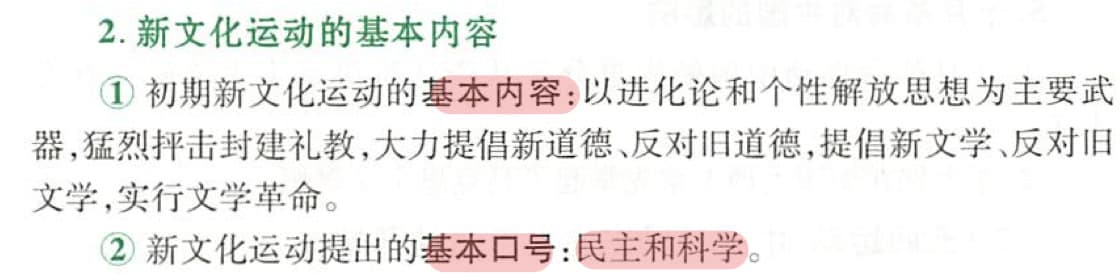 2. 新文化运动的基本内容
① 初期新文化运动的基本内容:以进化论和个性解放思想为主要武
器,猛烈抨击封建礼教,大力提倡新道德、反对旧道德,提倡新文学、反对旧
文学,实行文学革命。
② 新文化运动提出的基本口号:民主和科学。